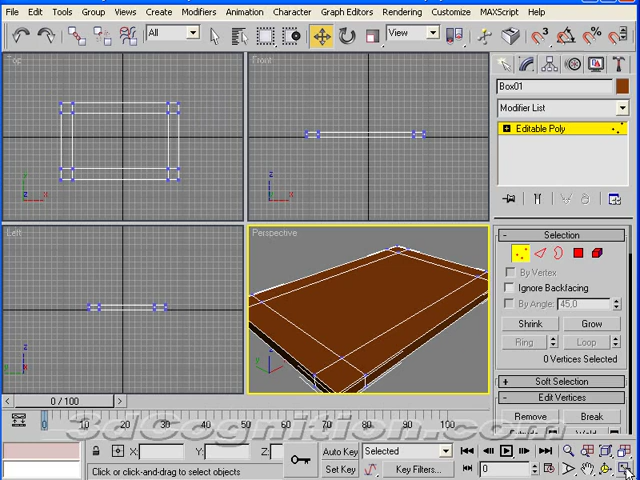 File Edit Tools Group Views Create Modifiers Animation Character Graph Editors Rendering Customize MAXScript Help
All
View
3
Top
Front
Left
Perspective
z
x
Box01
Modifier List
Editable Poly
- Selection
By Vertex
Ignore Backfacing
By Angle: 45,0
Shrink Grow
Ring Loop
0 Vertices Selected
+ Soft Selection
- Edit Vertices
Remove Break
0 / 100
0 10 20 30 40 50 60 70 80 90 100
3dCognition.com
X: Y: Z:
Auto Key Selected
Set Key Key Filters...
0
Click or click-and-drag to select objects